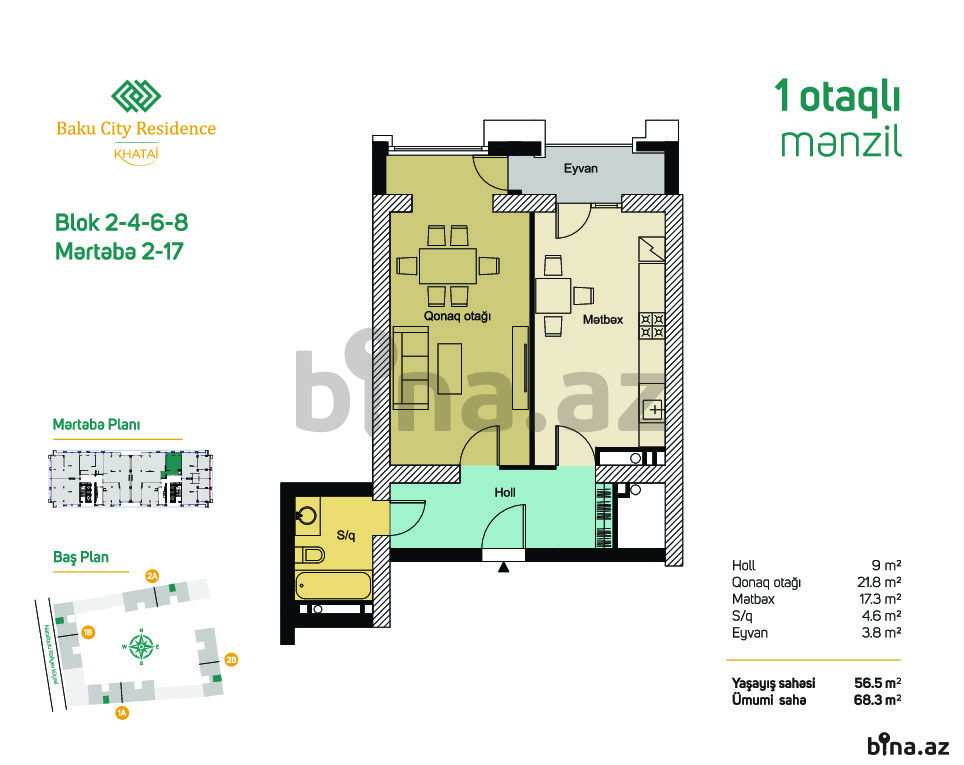 Baku City Residence
KHATAİ
1 otaqlı
mənzil
Blok 2-4-6-8
Mərtəbə 2-17
Eyvan
Qonaq otağı
Mətbəx
bina.az
Holl
S/q
Mərtəbə Planı
Baş Plan
2A
1B
N
W E
S
2B
1A
Holl 9 m²
Qonaq otağı 21.8 m²
Mətbəx 17.3 m²
S/q 4.6 m²
Eyvan 3.8 m²
Yaşayış sahəsi 56.5 m²
Ümumi sahə 68.3 m²
bina.az